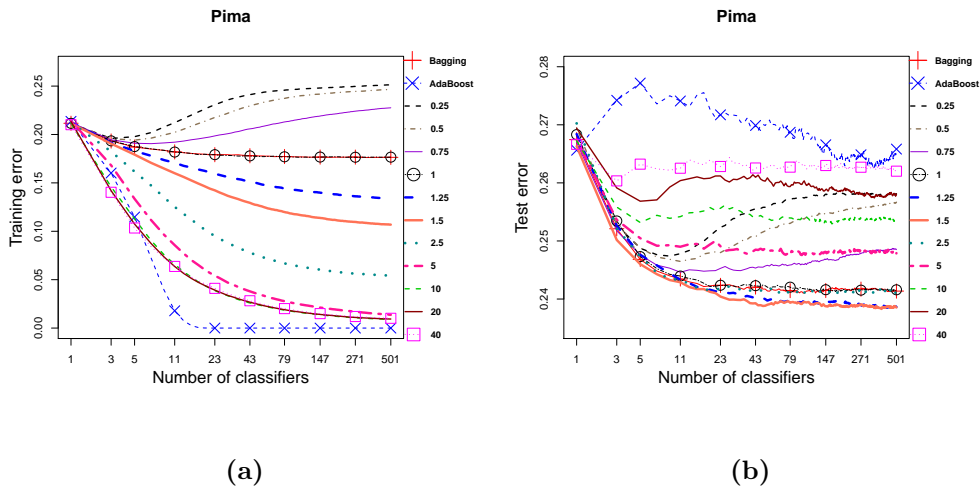 Pima
Training error
0.00 0.05 0.10 0.15 0.20 0.25
1 3 5 11 23 43 79 147 271 501
Number of classifiers
Bagging
AdaBoost
0.25
0.5
0.75
1
1.25
1.5
2.5
5
10
20
40
(a)
Pima
Test error
0.24 0.25 0.26 0.27 0.28
1 3 5 11 23 43 79 147 271 501
Number of classifiers
Bagging
AdaBoost
0.25
0.5
0.75
1
1.25
1.5
2.5
5
10
20
40
(b)